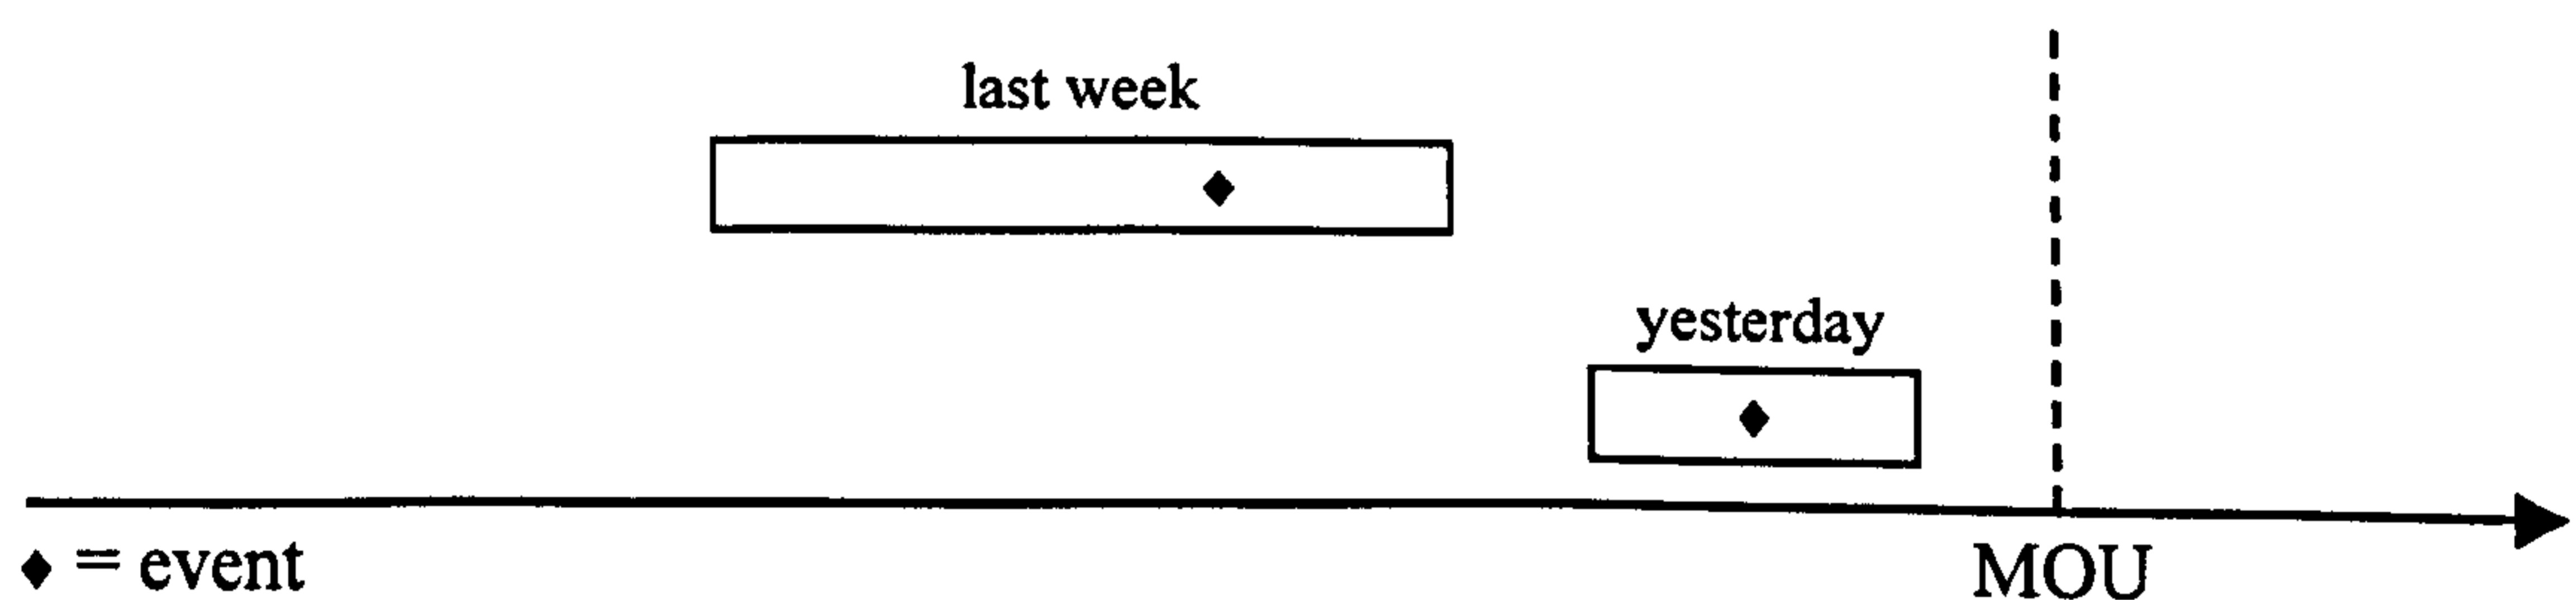 last week
yesterday
♦ = event
MOU